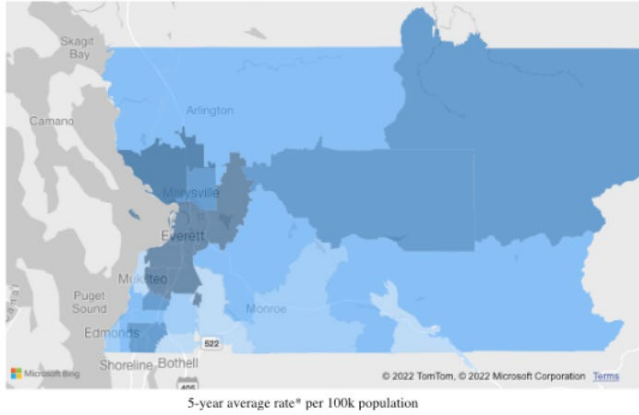 Skagit
Bay
Arlington
Camano
Marysville
Everett
Mukilteo
Puget
Sound
Monroe
Edmonds
522
Shoreline Bothell
405
Microsoft Bing
© 2022 TomTom, © 2022 Microsoft Corporation Terms
5-year average rate* per 100k population